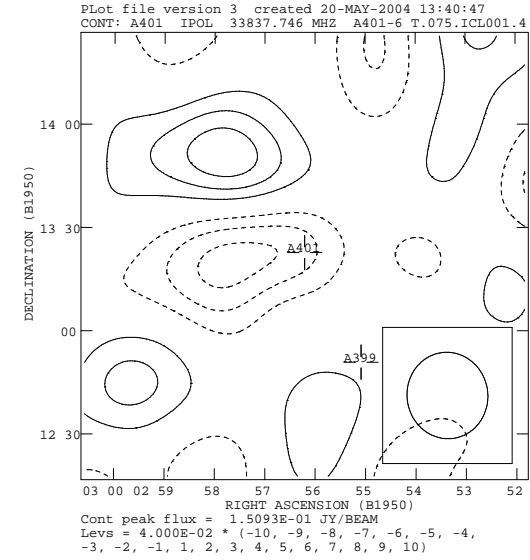 PLot file version 3 created 20-MAY-2004 13:40:47
CONT: A401 IPOL 33837.746 MHZ A401-6 T.075.ICL001.4
DECLINATION (B1950)
14 00
13 30
00
12 30
A401
A399
03 00 02 59 58 57 56 55 54 53 52
RIGHT ASCENSION (B1950)
Cont peak flux = 1.5093E-01 JY/BEAM
Levs = 4.000E-02 * (-10, -9, -8, -7, -6, -5, -4,
-3, -2, -1, 1, 2, 3, 4, 5, 6, 7, 8, 9, 10)